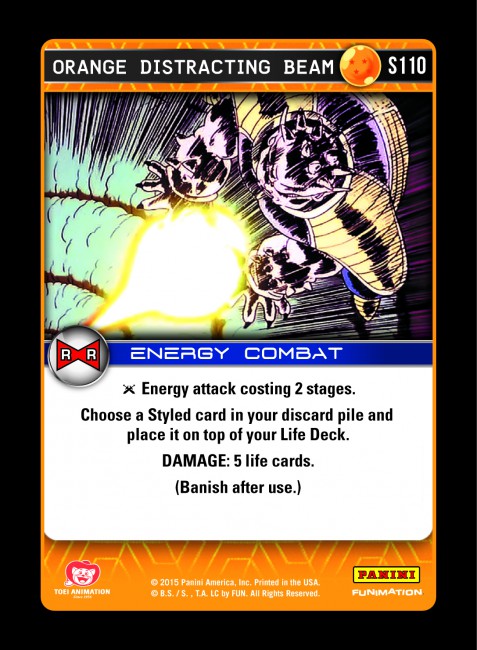 ORANGE DISTRACTING BEAM S110
R R
ENERGY COMBAT
Energy attack costing 2 stages.
Choose a Styled card in your discard pile and
place it on top of your Life Deck.
DAMAGE: 5 life cards.
(Banish after use.)
TOEI ANIMATION
© 2015 Panini America, Inc. Printed in the USA.
© B.S. / S. , T.A. LC by FUN. All Rights Reserved.
PANINI
FUNIMATION